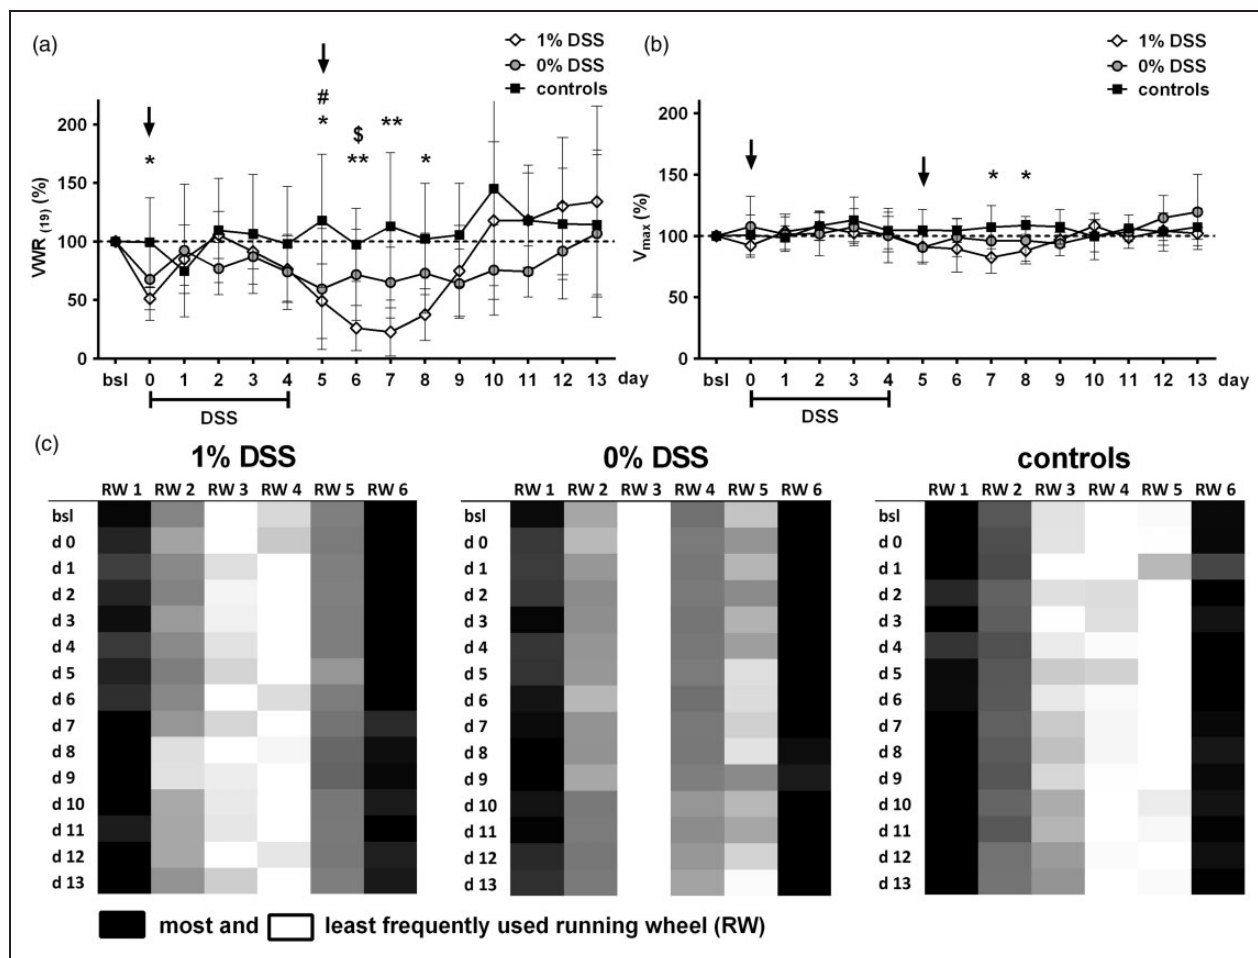 (a)
1% DSS
0% DSS
controls
#
*
*
$
**
**
*
VWR (19) (%)
200
150
100
50
0
bsl 0 1 2 3 4 5 6 7 8 9 10 11 12 13 day
DSS
(b)
1% DSS
0% DSS
controls
* *
Vmax (%)
200
150
100
50
0
bsl 0 1 2 3 4 5 6 7 8 9 10 11 12 13 day
DSS
(c)
1% DSS
RW 1 RW 2 RW 3 RW 4 RW 5 RW 6
bsl
d 0
d 1
d 2
d 3
d 4
d 5
d 6
d 7
d 8
d 9
d 10
d 11
d 12
d 13
0% DSS
RW 1 RW 2 RW 3 RW 4 RW 5 RW 6
bsl
d 0
d 1
d 2
d 3
d 4
d 5
d 6
d 7
d 8
d 9
d 10
d 11
d 12
d 13
controls
RW 1 RW 2 RW 3 RW 4 RW 5 RW 6
bsl
d 0
d 1
d 2
d 3
d 4
d 5
d 6
d 7
d 8
d 9
d 10
d 11
d 12
d 13
most and least frequently used running wheel (RW)